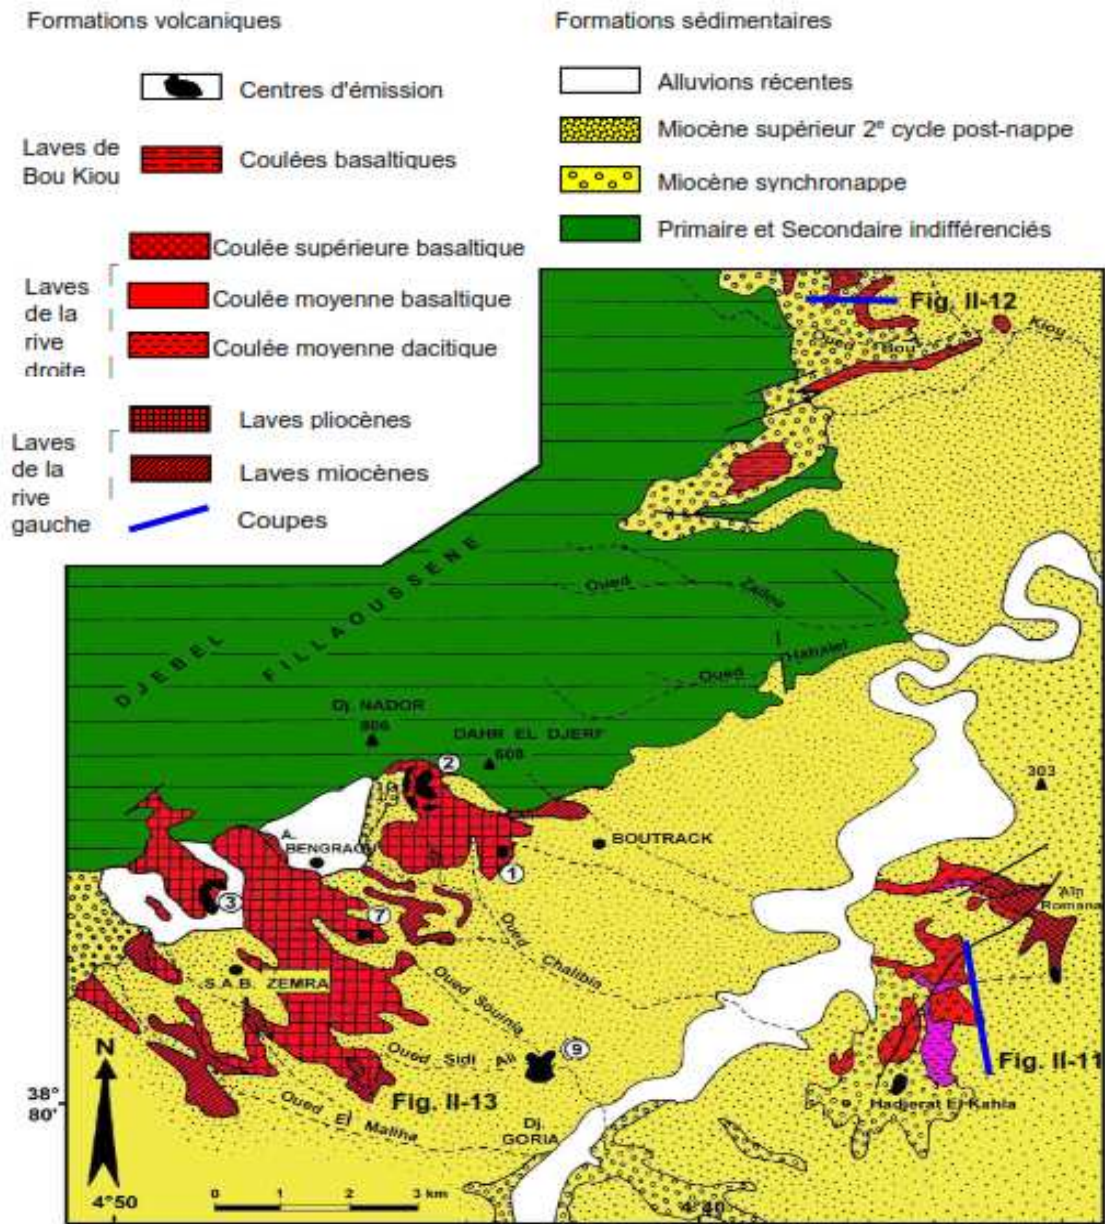 Formations volcaniques
Centres d'émission
Laves de
Bou Kiou
Coulées basaltiques
Laves
de la
rive
droite
Coulée supérieure basaltique
Coulée moyenne basaltique
Coulée moyenne dacitique
Laves
de la
rive
gauche
Laves pliocènes
Laves miocènes
Coupes
Formations sédimentaires
Alluvions récentes
Miocène supérieur 2e cycle post-nappe
Miocène synchronappe
Primaire et Secondaire indifférenciés
Fig. II-12
Oued Bou Kiou
DJEBEL FILLAOUSSENE
Oued
Oued
Dj. NADOR
DAHR EL DJERF
608
2
303
A.
BENGRAOU
BOUTRACK
1
3
7
Aïn
Romana
S.A.B. ZEMRA
Oued Chalibia
Oued Sournia
Oued Sidi Ali
9
Oued El Maliha
Fig. II-13
Fig. II-11
Hadjerat El Kahla
Dj.
GORIA
N
38°
80'
4°50
0 1 2 3 km
4°40